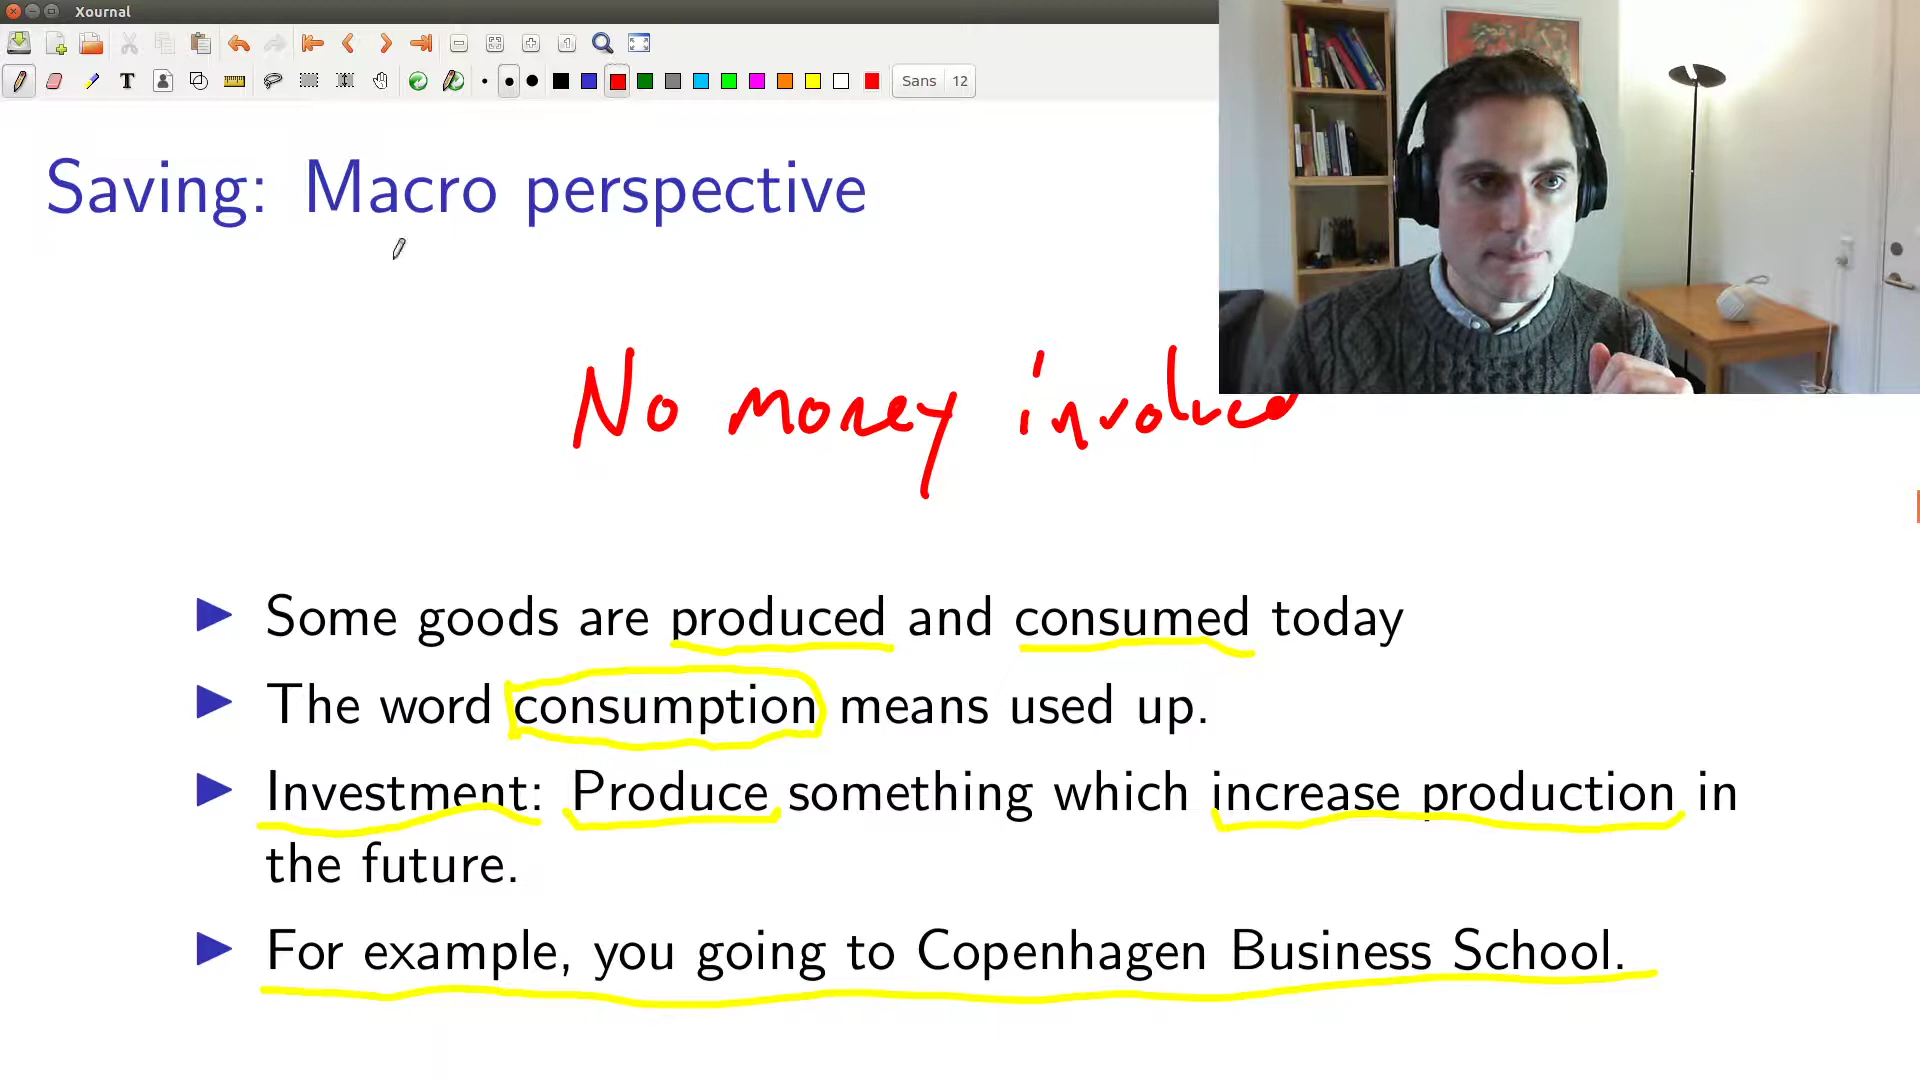 Xournal
T
Sans 12
Saving: Macro perspective
No money involved
Some goods are produced and consumed today
The word consumption means used up.
Investment: Produce something which increase production in
the future.
For example, you going to Copenhagen Business School.